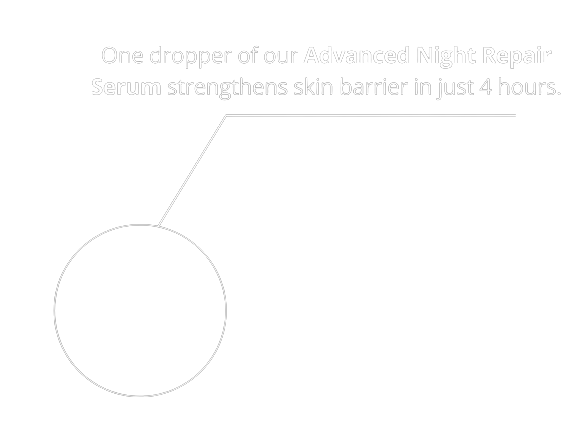 One dropper of our Advanced Night Repair
Serum strengthens skin barrier in just 4 hours.